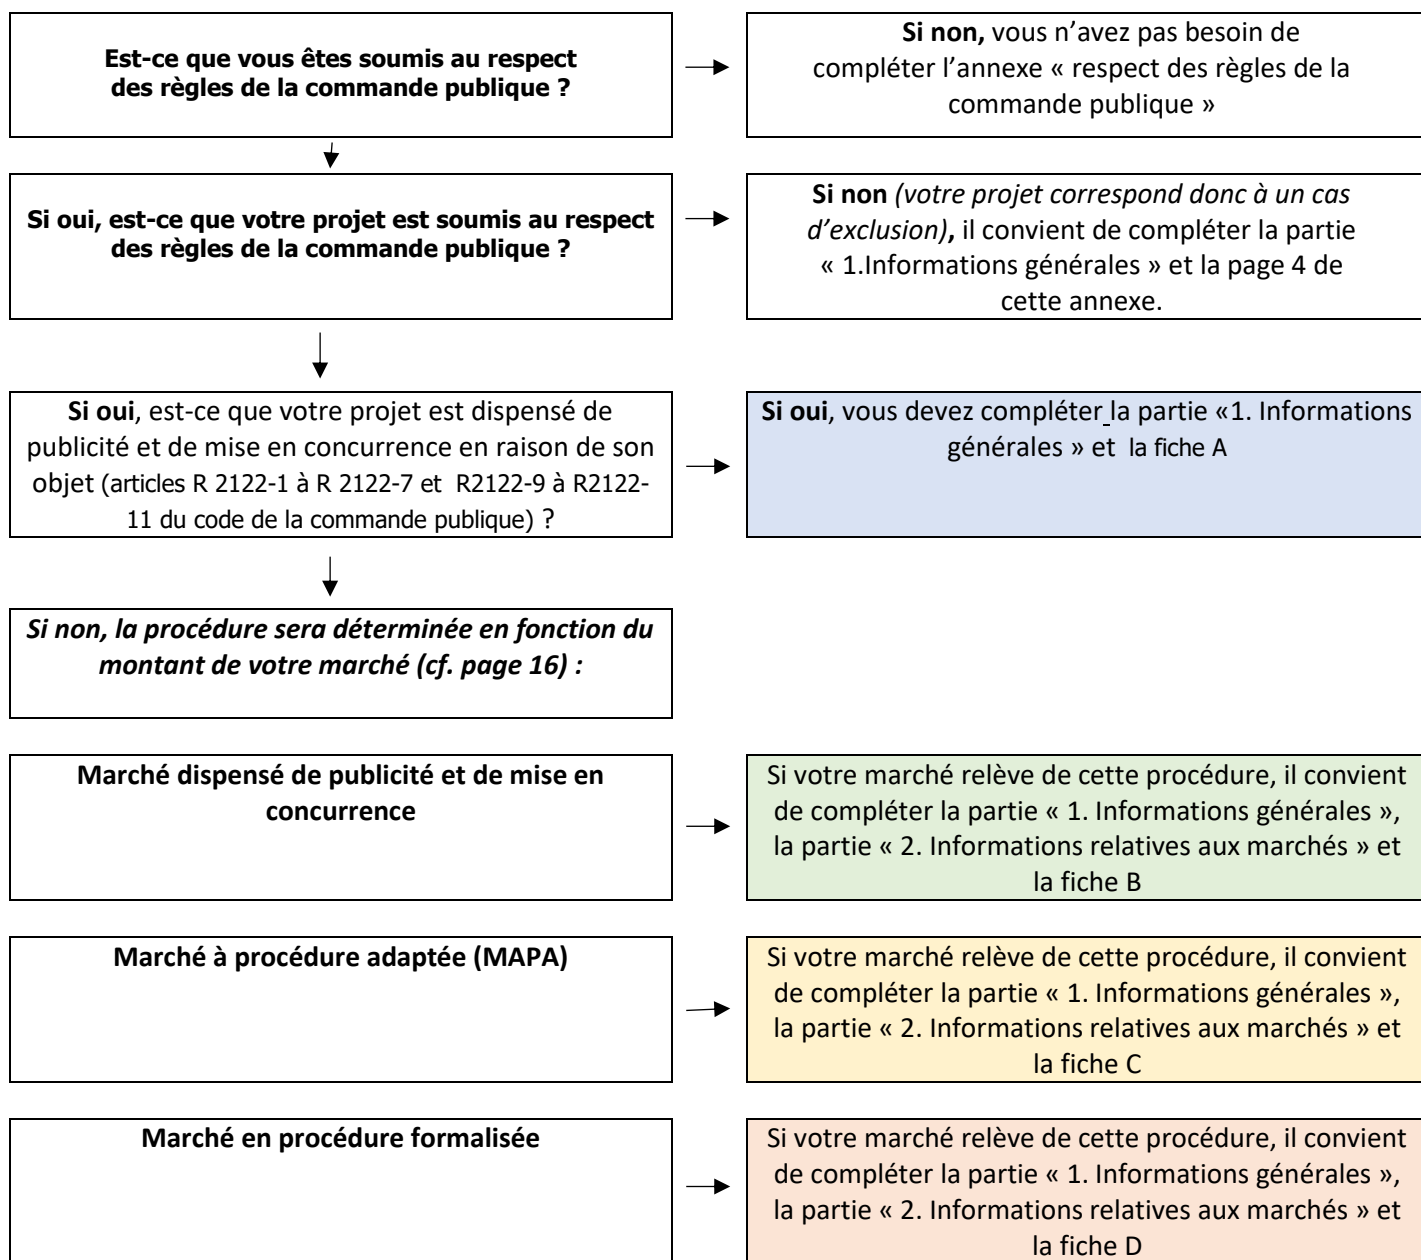 Est-ce que vous êtes soumis au respect
des règles de la commande publique ?
Si non, vous n’avez pas besoin de
compléter l’annexe « respect des règles de la
commande publique »
Si oui, est-ce que votre projet est soumis au respect
des règles de la commande publique ?
Si non (votre projet correspond donc à un cas
d’exclusion), il convient de compléter la partie
« 1.Informations générales » et la page 4 de
cette annexe.
Si oui, est-ce que votre projet est dispensé de
publicité et de mise en concurrence en raison de son
objet (articles R 2122-1 à R 2122-7 et R2122-9 à R2122-
11 du code de la commande publique) ?
Si oui, vous devez compléter la partie «1. Informations
générales » et la fiche A
Si non, la procédure sera déterminée en fonction du
montant de votre marché (cf. page 16) :
Marché dispensé de publicité et de mise en
concurrence
Si votre marché relève de cette procédure, il convient
de compléter la partie « 1. Informations générales »,
la partie « 2. Informations relatives aux marchés » et
la fiche B
Marché à procédure adaptée (MAPA)
Si votre marché relève de cette procédure, il convient
de compléter la partie « 1. Informations générales »,
la partie « 2. Informations relatives aux marchés » et
la fiche C
Marché en procédure formalisée
Si votre marché relève de cette procédure, il convient
de compléter la partie « 1. Informations générales »,
la partie « 2. Informations relatives aux marchés » et
la fiche D